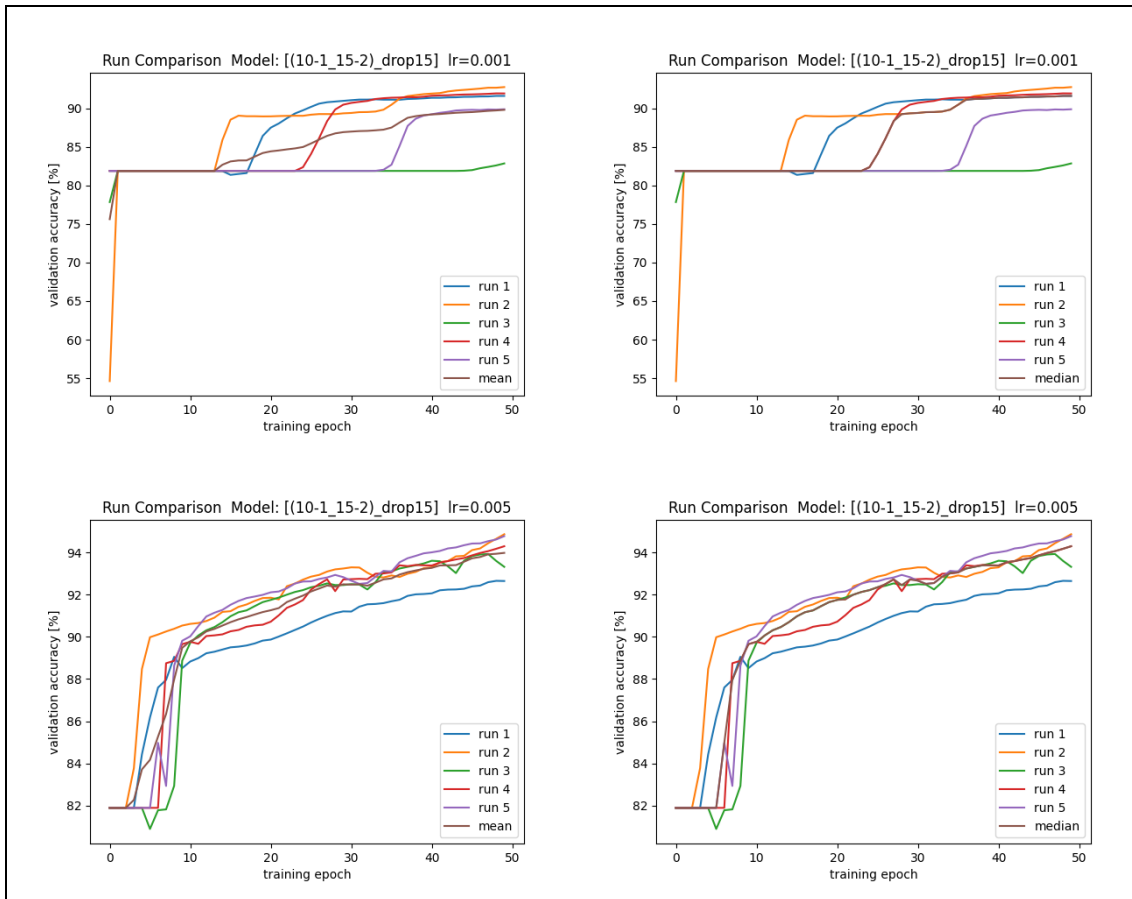 Run Comparison  Model: [(10-1_15-2)_drop15]  lr=0.001
validation accuracy [%]
90
85
80
75
70
65
60
55
run 1
run 2
run 3
run 4
run 5
mean
0 10 20 30 40 50
training epoch
Run Comparison  Model: [(10-1_15-2)_drop15]  lr=0.001
validation accuracy [%]
90
85
80
75
70
65
60
55
run 1
run 2
run 3
run 4
run 5
median
0 10 20 30 40 50
training epoch
Run Comparison  Model: [(10-1_15-2)_drop15]  lr=0.005
validation accuracy [%]
94
92
90
88
86
84
82
run 1
run 2
run 3
run 4
run 5
mean
0 10 20 30 40 50
training epoch
Run Comparison  Model: [(10-1_15-2)_drop15]  lr=0.005
validation accuracy [%]
94
92
90
88
86
84
82
run 1
run 2
run 3
run 4
run 5
median
0 10 20 30 40 50
training epoch